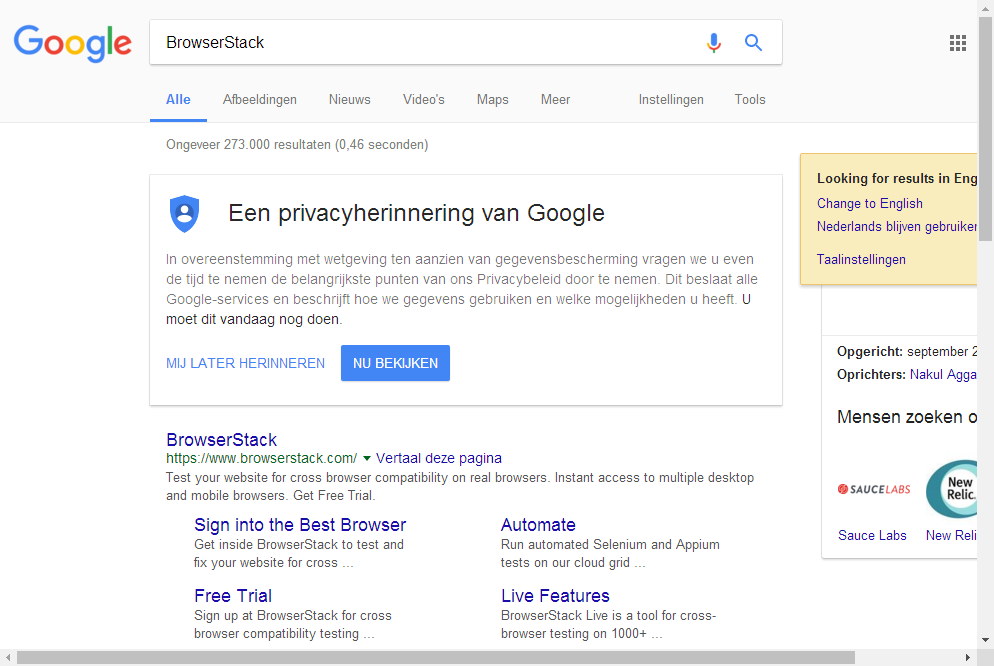 Google
BrowserStack
Alle Afbeeldingen Nieuws Video's Maps Meer Instellingen Tools
Ongeveer 273.000 resultaten (0,46 seconden)
Een privacyherinnering van Google
In overeenstemming met wetgeving ten aanzien van gegevensbescherming vragen we u even
de tijd te nemen de belangrijkste punten van ons Privacybeleid door te nemen. Dit beslaat alle
Google-services en beschrijft hoe we gegevens gebruiken en welke mogelijkheden u heeft. U
moet dit vandaag nog doen.
MIJ LATER HERINNEREN NU BEKIJKEN
BrowserStack
https://www.browserstack.com/ Vertaal deze pagina
Test your website for cross browser compatibility on real browsers. Instant access to multiple desktop
and mobile browsers. Get Free Trial.
Sign into the Best Browser
Get inside BrowserStack to test and
fix your website for cross ...
Automate
Run automated Selenium and Appium
tests on our cloud grid ...
Free Trial
Sign up at BrowserStack for cross
browser compatibility testing ...
Live Features
BrowserStack Live is a tool for cross-
browser testing on 1000+ ...
Looking for results in Eng
Change to English
Nederlands blijven gebruiken
Taalinstellingen
Opgericht: september 2
Oprichters: Nakul Agga
Mensen zoeken o
SAUCELABS
New
Relic.
Sauce Labs New Reli